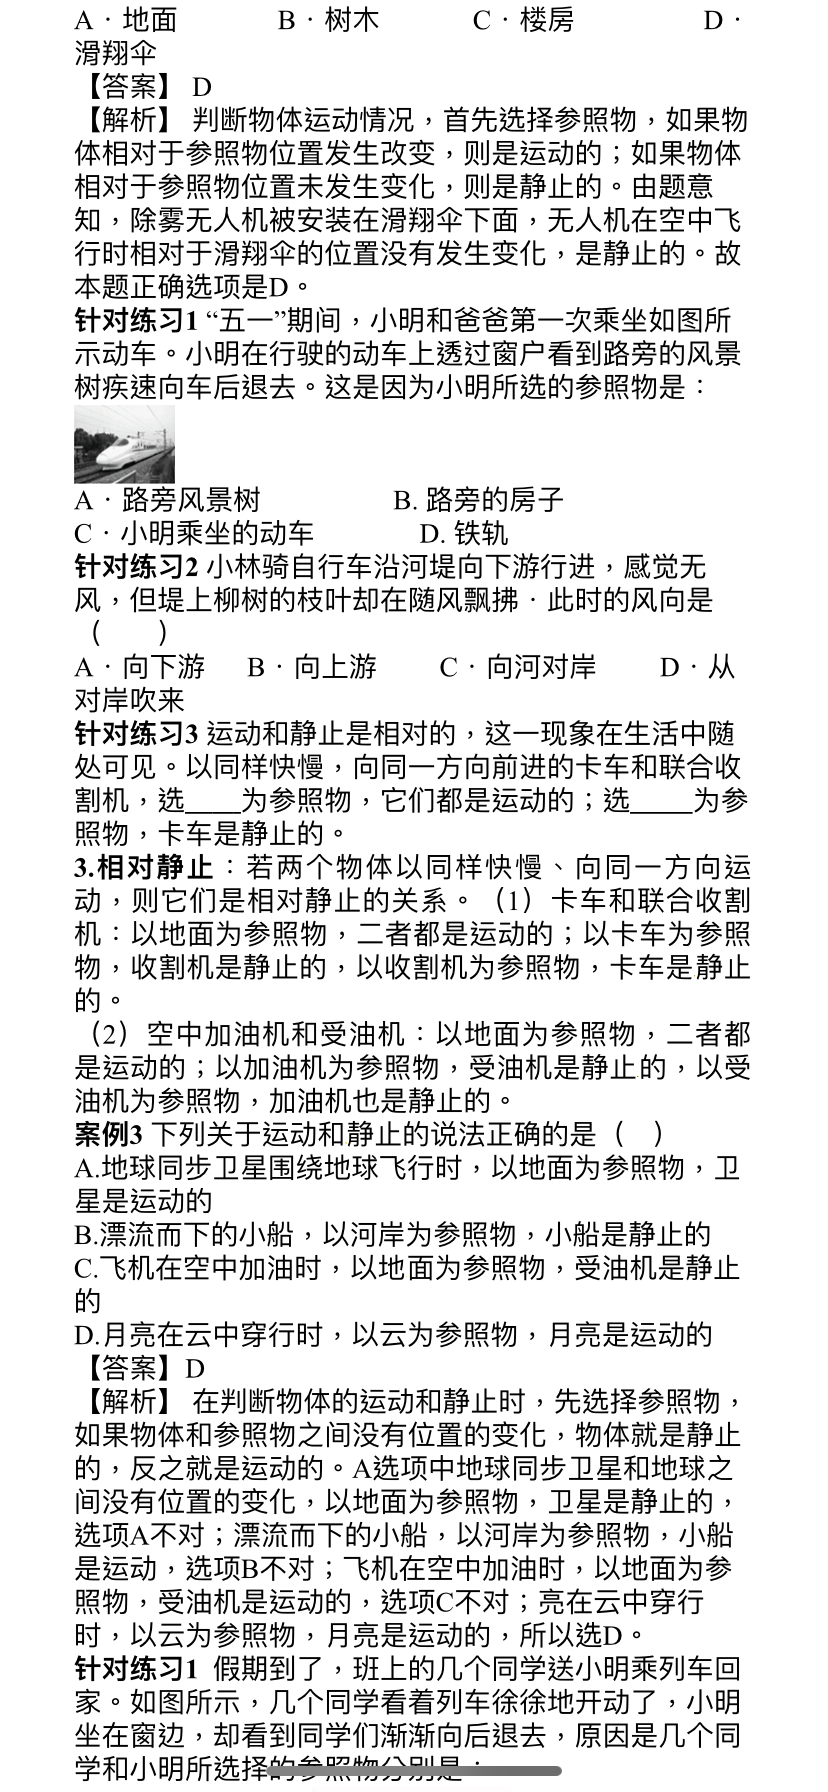 A．地面 B．树木 C．楼房 D．
滑翔伞
【答案】 D
【解析】 判断物体运动情况，首先选择参照物，如果物
体相对于参照物位置发生改变，则是运动的；如果物体
相对于参照物位置未发生变化，则是静止的。由题意
知，除雾无人机被安装在滑翔伞下面，无人机在空中飞
行时相对于滑翔伞的位置没有发生变化，是静止的。故
本题正确选项是D。
针对练习1 “五一”期间，小明和爸爸第一次乘坐如图所
示动车。小明在行驶的动车上透过窗户看到路旁的风景
树疾速向车后退去。这是因为小明所选的参照物是：
A．路旁风景树 B. 路旁的房子
C．小明乘坐的动车 D. 铁轨
针对练习2 小林骑自行车沿河堤向下游行进，感觉无
风，但堤上柳树的枝叶却在随风飘拂．此时的风向是
（ ）
A．向下游 B．向上游 C．向河对岸 D．从
对岸吹来
针对练习3 运动和静止是相对的，这一现象在生活中随
处可见。以同样快慢，向同一方向前进的卡车和联合收
割机，选____为参照物，它们都是运动的；选____为参
照物，卡车是静止的。
3.相对静止：若两个物体以同样快慢、向同一方向运
动，则它们是相对静止的关系。（1）卡车和联合收割
机：以地面为参照物，二者都是运动的；以卡车为参照
物，收割机是静止的，以收割机为参照物，卡车是静止
的。
（2）空中加油机和受油机：以地面为参照物，二者都
是运动的；以加油机为参照物，受油机是静止的，以受
油机为参照物，加油机也是静止的。
案例3 下列关于运动和静止的说法正确的是（ ）
A.地球同步卫星围绕地球飞行时，以地面为参照物，卫
星是运动的
B.漂流而下的小船，以河岸为参照物，小船是静止的
C.飞机在空中加油时，以地面为参照物，受油机是静止
的
D.月亮在云中穿行时，以云为参照物，月亮是运动的
【答案】D
【解析】 在判断物体的运动和静止时，先选择参照物，
如果物体和参照物之间没有位置的变化，物体就是静止
的，反之就是运动的。A选项中地球同步卫星和地球之
间没有位置的变化，以地面为参照物，卫星是静止的，
选项A不对；漂流而下的小船，以河岸为参照物，小船
是运动，选项B不对；飞机在空中加油时，以地面为参
照物，受油机是运动的，选项C不对；亮在云中穿行
时，以云为参照物，月亮是运动的，所以选D。
针对练习1 假期到了，班上的几个同学送小明乘列车回
家。如图所示，几个同学看着列车徐徐地开动了，小明
坐在窗边，却看到同学们渐渐向后退去，原因是几个同
学和小明所选择的参照物分别是：